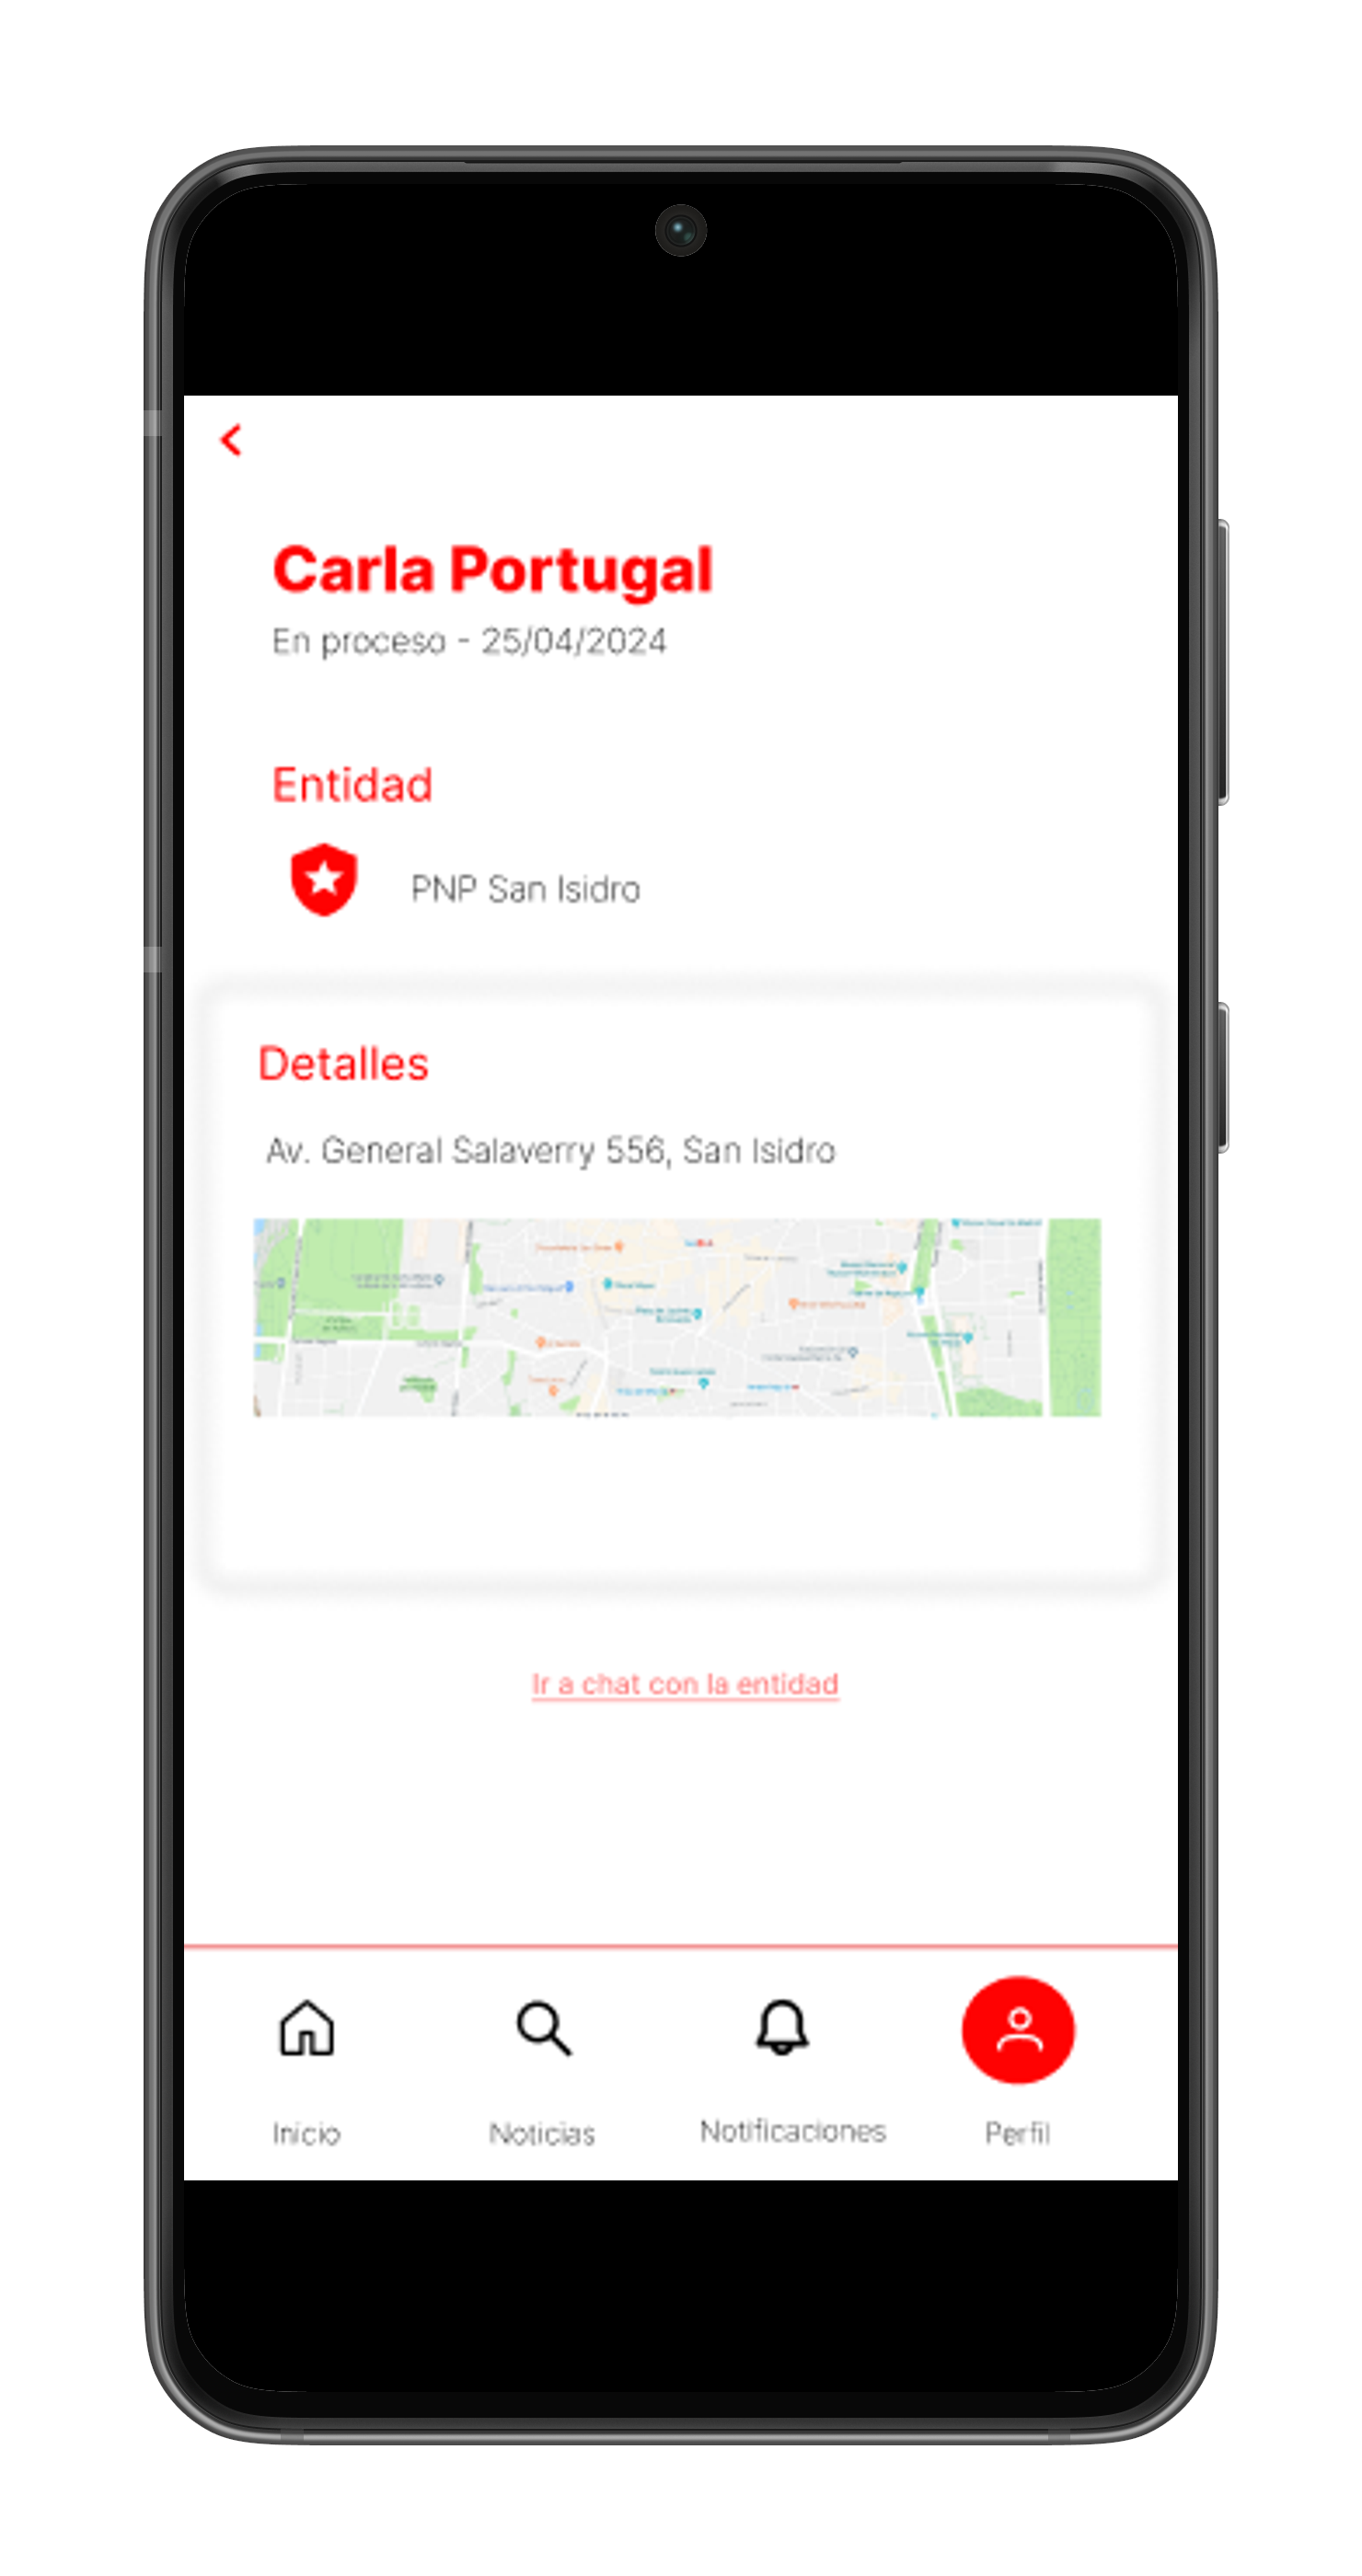 Carla Portugal
En proceso - 25/04/2024
Entidad
PNP San Isidro
Detalles
Av. General Salaverry 556, San Isidro
Ir a chat con la entidad
Inicio
Noticias
Notificaciones
Perfil